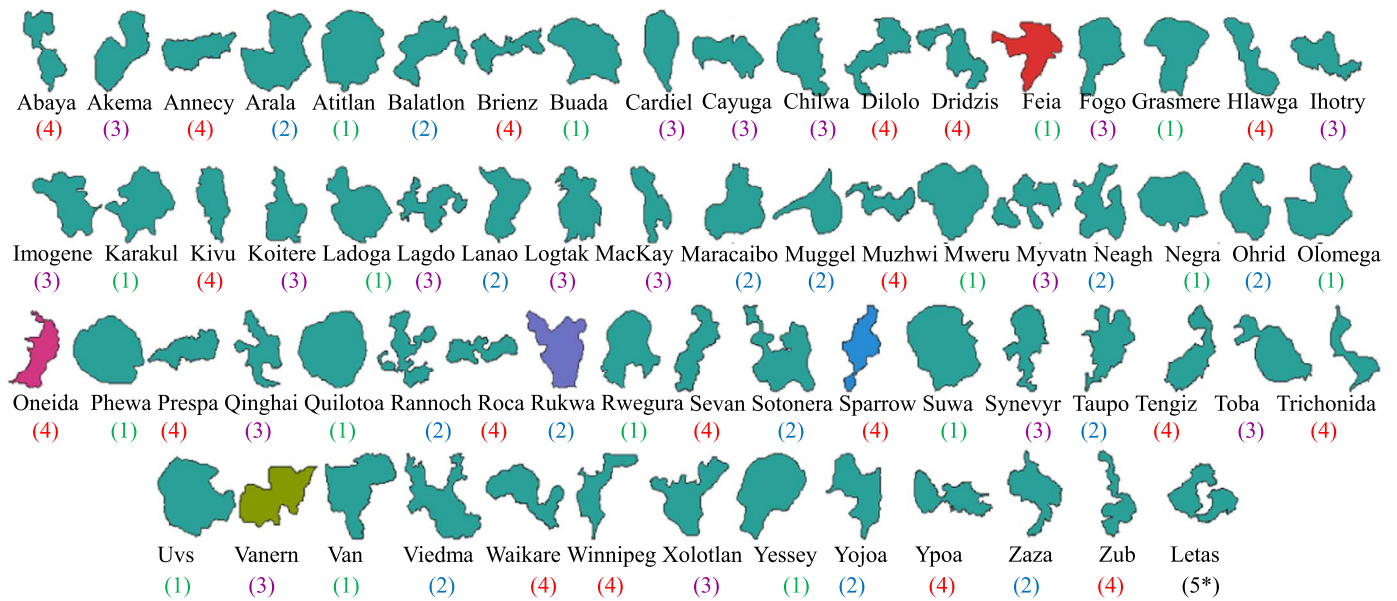 Abaya Akema Annecy Arala Atitlan Balatlon Brienz Buada Cardiel Cayuga Chilwa Dilolo Dridzis Feia Fogo Grasmere Hlawga Ihotry
(4) (3) (4) (2) (1) (2) (4) (1) (3) (3) (3) (4) (4) (1) (3) (1) (4) (3)
Imogene Karakul Kivu Koitere Ladoga Lagdo Lanao Logtak MacKay Maracaibo Muggel Muzhwi Mweru Myvatn Neagh Negra Ohrid Olomega
(3) (1) (4) (3) (1) (3) (2) (3) (3) (2) (2) (4) (1) (3) (2) (1) (2) (1)
Oneida Phewa Prespa Qinghai Quilotoa Rannoch Roca Rukwa Rwegura Sevan Sotonera Sparrow Suwa Synevyr Taupo Tengiz Toba Trichonida
(4) (1) (4) (3) (1) (2) (4) (2) (1) (4) (2) (4) (1) (3) (2) (4) (3) (4)
Uvs Vanern Van Viedma Waikare Winnipeg Xolotlan Yessey Yojoa Ypoa Zaza Zub Letas
(1) (3) (1) (2) (4) (4) (3) (1) (2) (4) (2) (4) (5*)